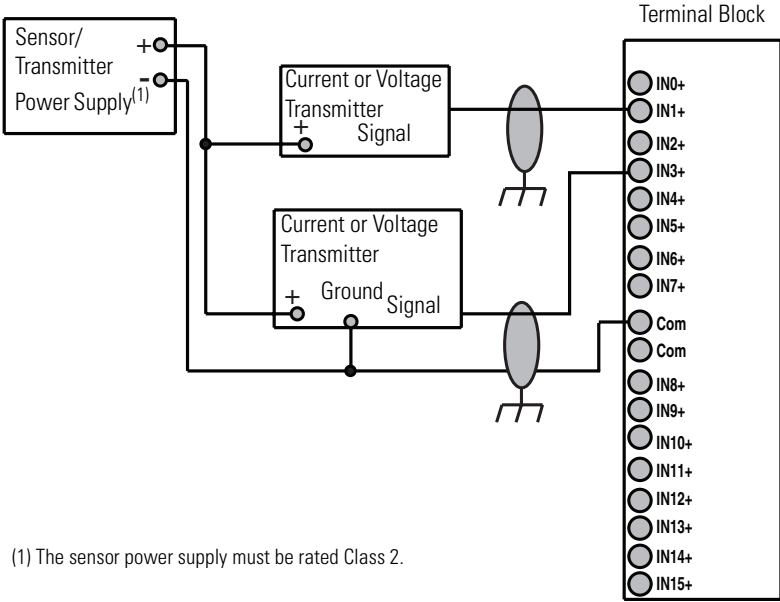 Terminal Block
Sensor/
Transmitter
Power Supply(1)
+
-
Current or Voltage
Transmitter
+
Signal
Current or Voltage
Transmitter
+
Ground
Signal
IN0+
IN1+
IN2+
IN3+
IN4+
IN5+
IN6+
IN7+
Com
Com
IN8+
IN9+
IN10+
IN11+
IN12+
IN13+
IN14+
IN15+
(1) The sensor power supply must be rated Class 2.